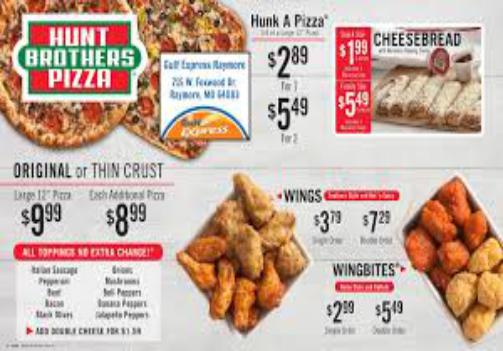 HUNT
BROTHERS
PIZZA
Gulf Express Raymore
Raymore, MO 64083
Express
Hunk A Pizza
$2.89
For 1
$5.49
For 2
$1.99
$5.49
CHEESEBREAD
ORIGINAL or THIN CRUST
Large 12" Pizza
$9.99
Each Additional Pizza
$8.99
ALL TOPPINGS NO EXTRA CHARGE!
Italian Sausage
Pepperoni
Beef
Bacon
Black Olives
Onions
Mushrooms
Bell Peppers
Banana Peppers
Jalapeño Peppers
ADD DOUBLE CHEESE FOR
WINGS
$3.79
Single Order
$7.29
Double Order
WINGBITES
Single Order
$5.49
Double Order